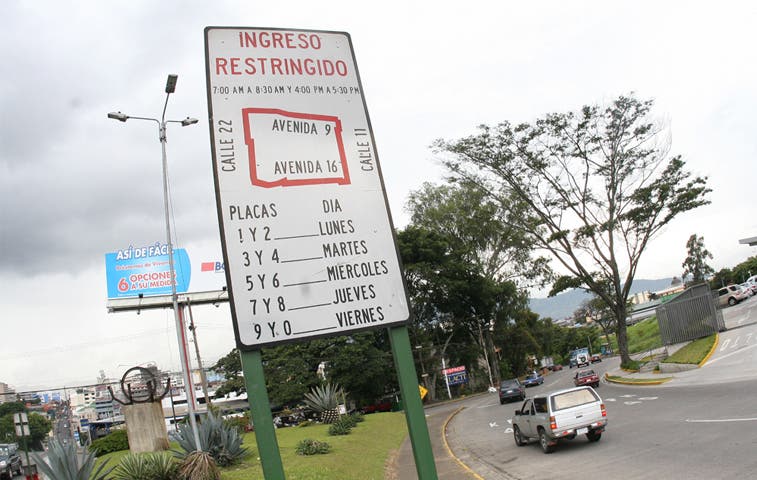 INGRESO
RESTRINGIDO
7:00 AM A 8:30 AM Y 4:00 PM A 5:30 PM
CALLE 22
AVENIDA 9
AVENIDA 16
CALLE 11
PLACAS DIA
1 Y 2 LUNES
3 Y 4 MARTES
5 Y 6 MIERCOLES
7 Y 8 JUEVES
9 Y 0 VIERNES
ASÍ DE FÁCIL
6 OPCIONES
A SU MEDIDA